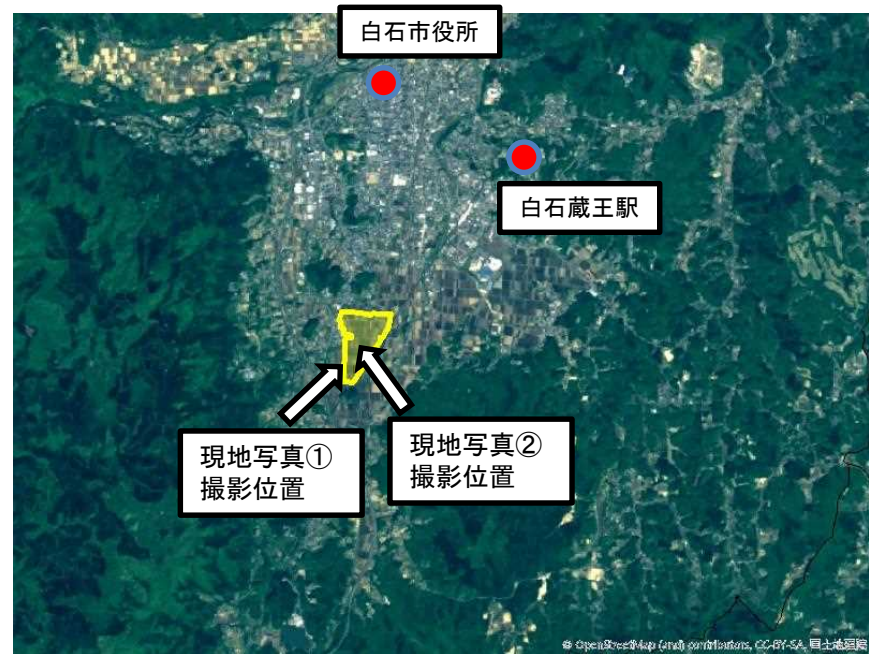 白石市役所
白石蔵王駅
現地写真①
撮影位置
現地写真②
撮影位置
© OpenStreetMap (and) contributors, CC-BY-SA, 国土地理院